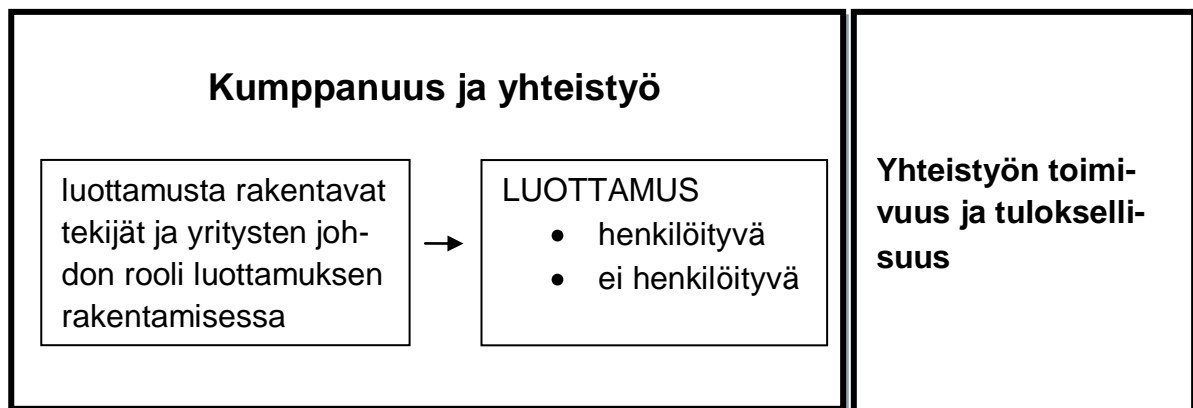 Kumppanuus ja yhteistyö
luottamusta rakentavat
tekijät ja yritysten joh-
don rooli luottamuksen
rakentamisessa
LUOTTAMUS
• henkilöityvä
• ei henkilöityvä
Yhteistyön toimi-
vuus ja tulokselli-
suus